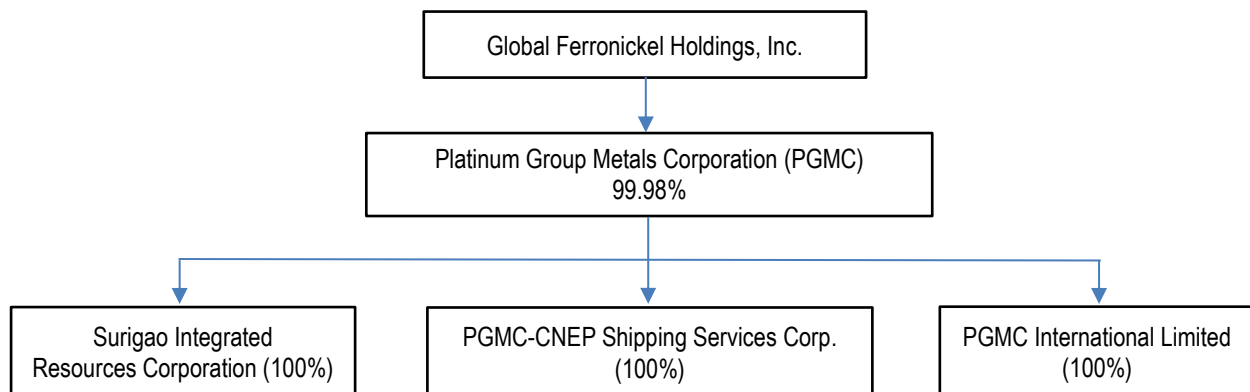 Global Ferronickel Holdings, Inc.
Platinum Group Metals Corporation (PGMC)
99.98%
Surigao Integrated
Resources Corporation (100%)
PGMC-CNEP Shipping Services Corp.
(100%)
PGMC International Limited
(100%)